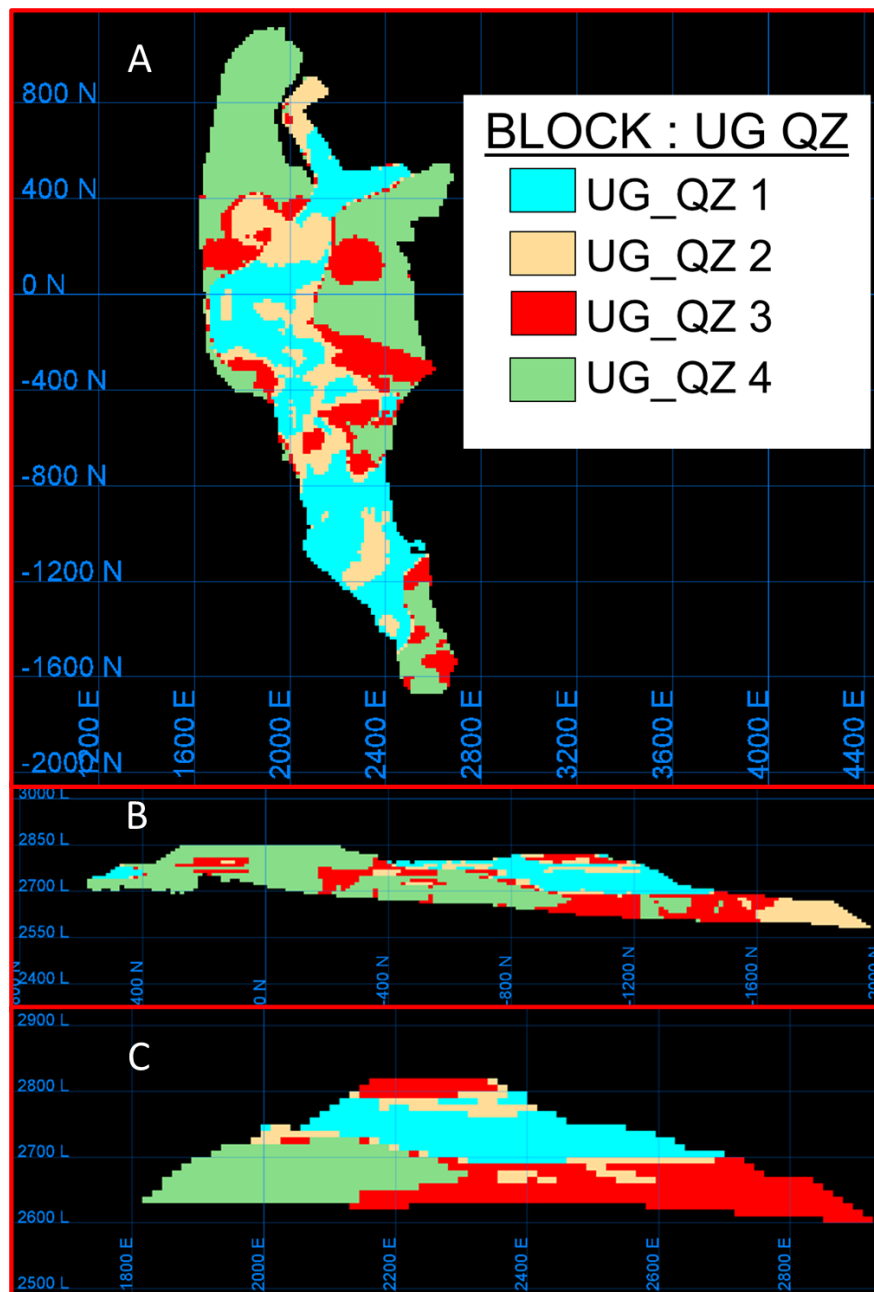 A
800 N
400 N
0 N
-400 N
-800 N
-1200 N
-1600 N
-2000 N
1200 E
1600 E
2000 E
2400 E
2800 E
3200 E
3600 E
4000 E
4400 E
BLOCK : UG QZ
UG_QZ 1
UG_QZ 2
UG_QZ 3
UG_QZ 4
B
3000 L
2850 L
2700 L
2550 L
2400 L
400 N
0 N
-400 N
-800 N
-1200 N
-1600 N
C
2900 L
2800 L
2700 L
2600 L
2500 L
1800 E
2000 E
2200 E
2400 E
2600 E
2800 E